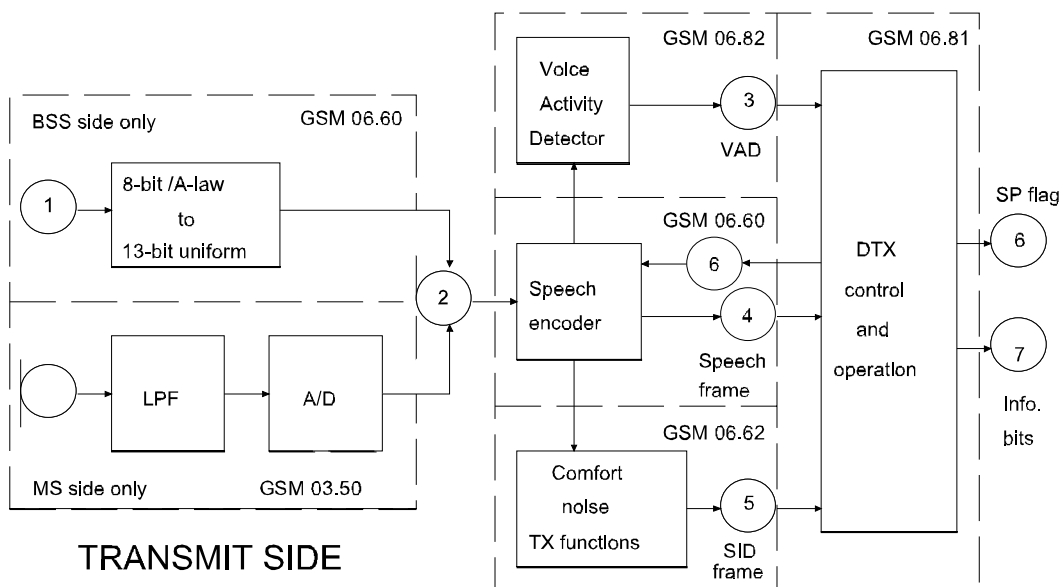 GSM 06.82
GSM 06.81
Volce
Activity
Detector
3
VAD
BSS side only
GSM 06.60
1
8-bit /A-law
to
13-bit uniform
2
GSM 06.60
Speech
encoder
6
4
Speech
frame
DTX
control
and
operation
SP flag
6
7
Info.
bits
LPF
A/D
MS side only
GSM 03.50
GSM 06.62
Comfort
nolse
TX functlons
5
SID
frame
TRANSMIT SIDE